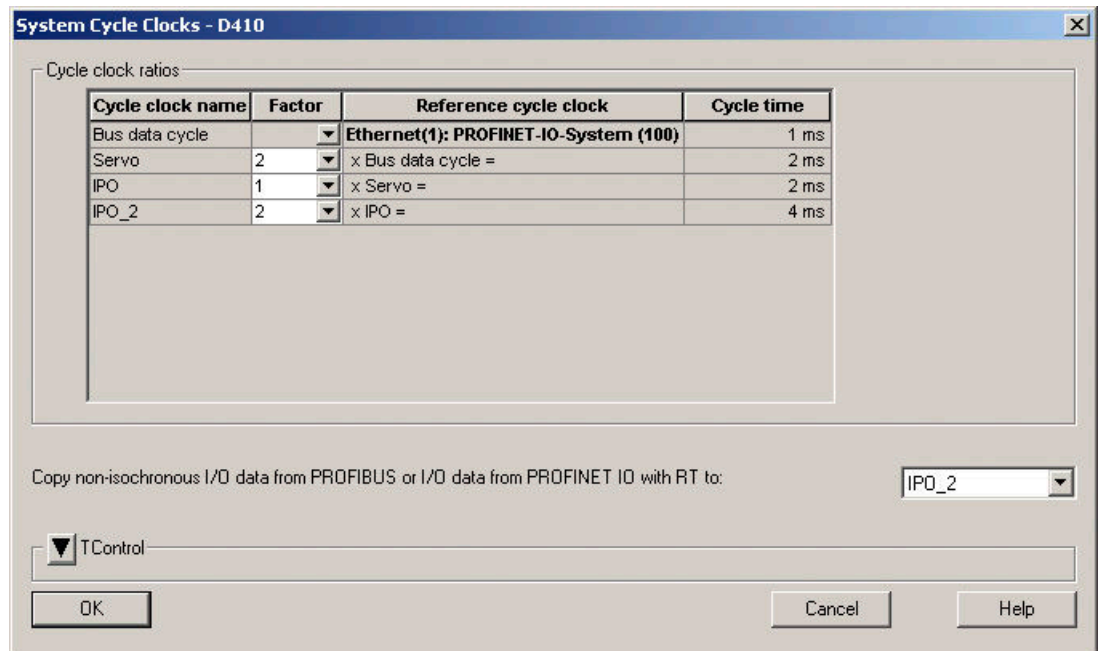 System Cycle Clocks - D410
Cycle clock ratios
Cycle clock name Factor Reference cycle clock Cycle time
Bus data cycle Ethernet(1): PROFINET-IO-System (100) 1 ms
Servo 2 x Bus data cycle = 2 ms
IPO 1 x Servo = 2 ms
IPO_2 2 x IPO = 4 ms
Copy non-isochronous I/O data from PROFIBUS or I/O data from PROFINET IO with RT to: IPO_2
TControl
OK Cancel Help